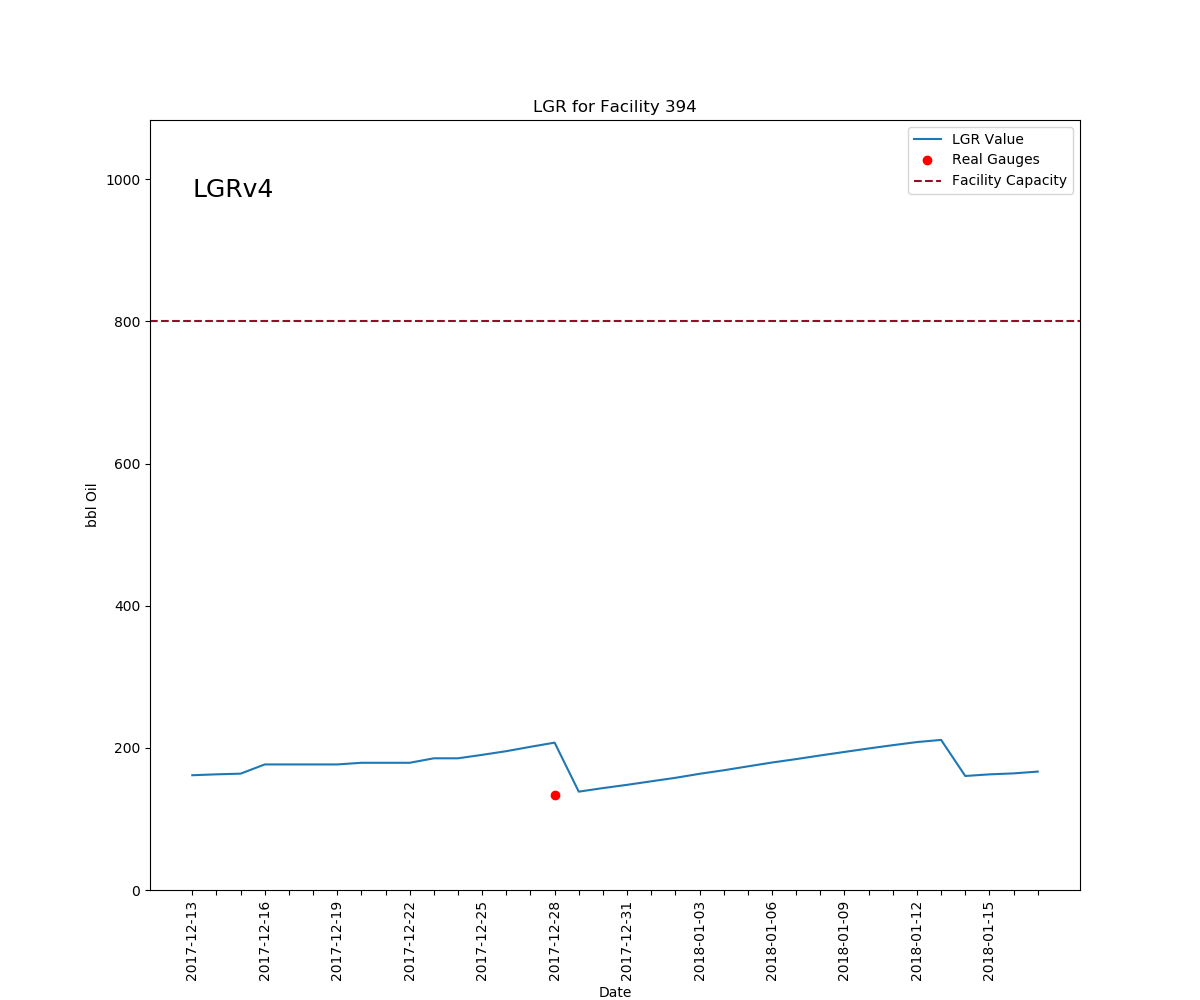 LGR for Facility 394
LGR Value
Real Gauges
Facility Capacity
LGRv4
1000
800
600
400
200
0
bbl Oil
2017-12-13
2017-12-16
2017-12-19
2017-12-22
2017-12-25
2017-12-28
2017-12-31
2018-01-03
2018-01-06
2018-01-09
2018-01-12
2018-01-15
Date